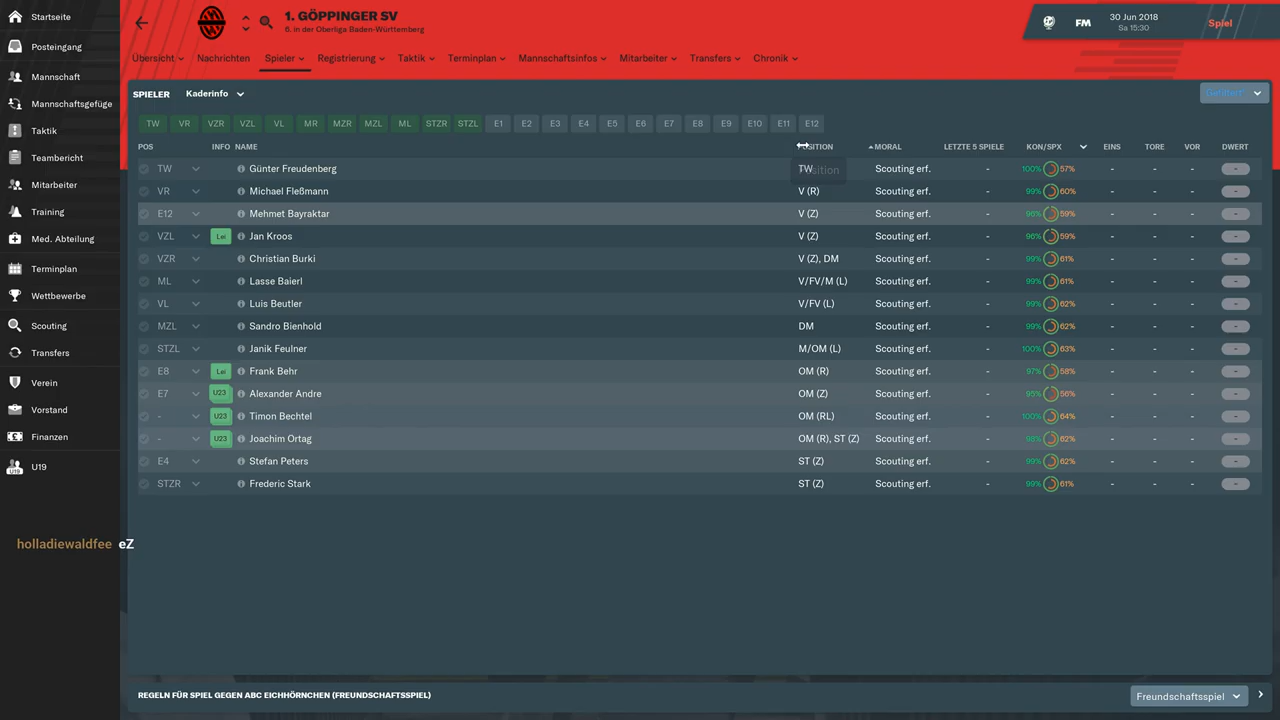 Startseite
Posteingang
Mannschaft
Mannschaftsgefüge
Taktik
Teambericht
Mitarbeiter
Training
Med. Abteilung
Terminplan
Wettbewerbe
Scouting
Transfers
Verein
Vorstand
Finanzen
U19
holladiewaldfee eZ
1. GÖPPINGER SV
6. in der Oberliga Baden-Württemberg
FM 30 Jun 2018 Spiel
Sa 15:30
Übersicht Nachrichten Spieler Registrierung Taktik Terminplan Mannschaftsinfos Mitarbeiter Transfers Chronik
SPIELER Kaderinfo Gefiltert
TW VR VZR VZL VL MR MZR MZL ML STZR STZL E1 E2 E3 E4 E5 E6 E7 E8 E9 E10 E11 E12
POS INFO NAME POSITION MORAL LETZTE 5 SPIELE KON/SPX EINS TORE VOR DWERT
TW Günter Freudenberg TW Scouting erf. - 100% 57% - - - -
VR Michael Fleßmann V (R) Scouting erf. - 99% 60% - - - -
E12 Mehmet Bayraktar V (Z) Scouting erf. - 96% 59% - - - -
VZL Lei Jan Kroos V (Z) Scouting erf. - 96% 59% - - - -
VZR Christian Burki V (Z), DM Scouting erf. - 99% 61% - - - -
ML Lasse Baierl V/FV/M (L) Scouting erf. - 99% 61% - - - -
VL Luis Beutler V/FV (L) Scouting erf. - 99% 62% - - - -
MZL Sandro Bienhold DM Scouting erf. - 99% 62% - - - -
STZL Janik Feulner M/OM (L) Scouting erf. - 100% 63% - - - -
E8 Lei Frank Behr OM (R) Scouting erf. - 97% 58% - - - -
E7 U23 Alexander Andre OM (Z) Scouting erf. - 95% 56% - - - -
- U23 Timon Bechtel OM (RL) Scouting erf. - 100% 64% - - - -
- U23 Joachim Ortag OM (R), ST (Z) Scouting erf. - 98% 62% - - - -
E4 Stefan Peters ST (Z) Scouting erf. - 99% 62% - - - -
STZR Frederic Stark ST (Z) Scouting erf. - 99% 61% - - - -
REGELN FÜR SPIEL GEGEN ABC EICHHÖRNCHEN (FREUNDSCHAFTSSPIEL) Freundschaftsspiel